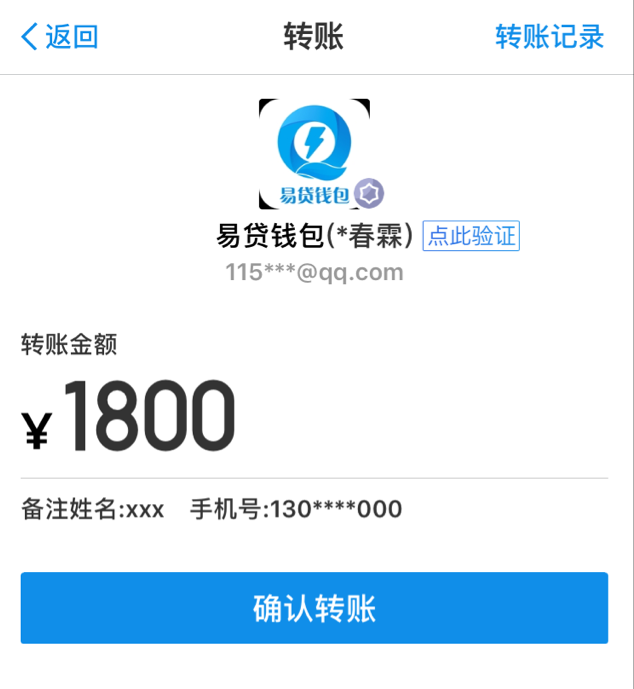 返回 转账 转账记录
易贷钱包
易贷钱包(*春霖) 点此验证
115***@qq.com
转账金额
¥1800
备注姓名:xxx 手机号:130****000
确认转账